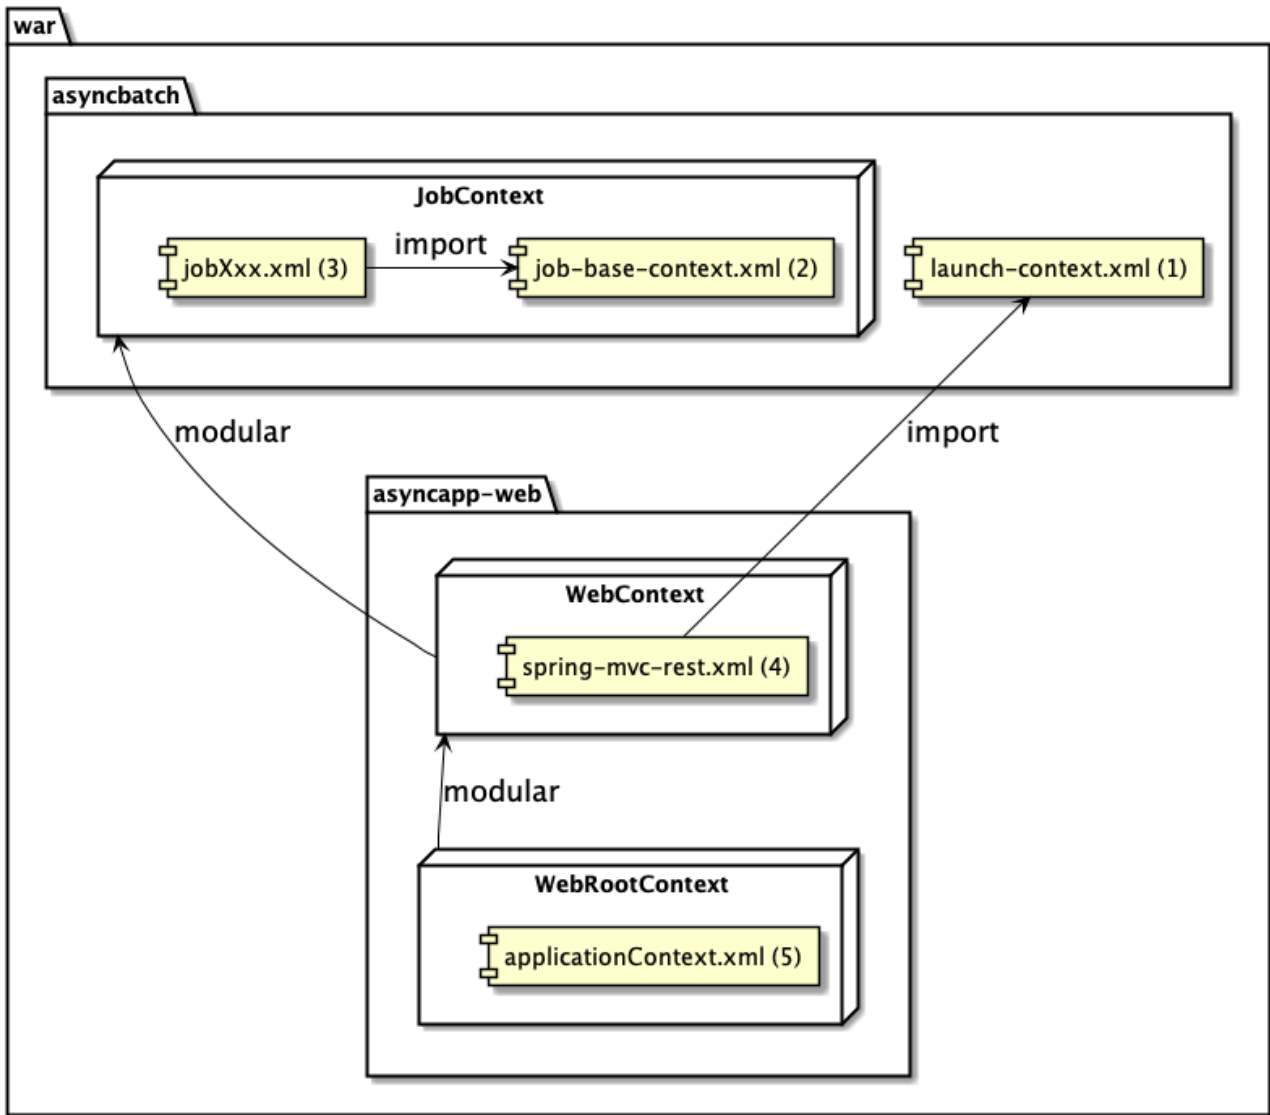 war
asyncbatch
JobContext
jobXxx.xml (3)
import
job-base-context.xml (2)
launch-context.xml (1)
modular
import
asyncapp-web
WebContext
spring-mvc-rest.xml (4)
modular
WebRootContext
applicationContext.xml (5)